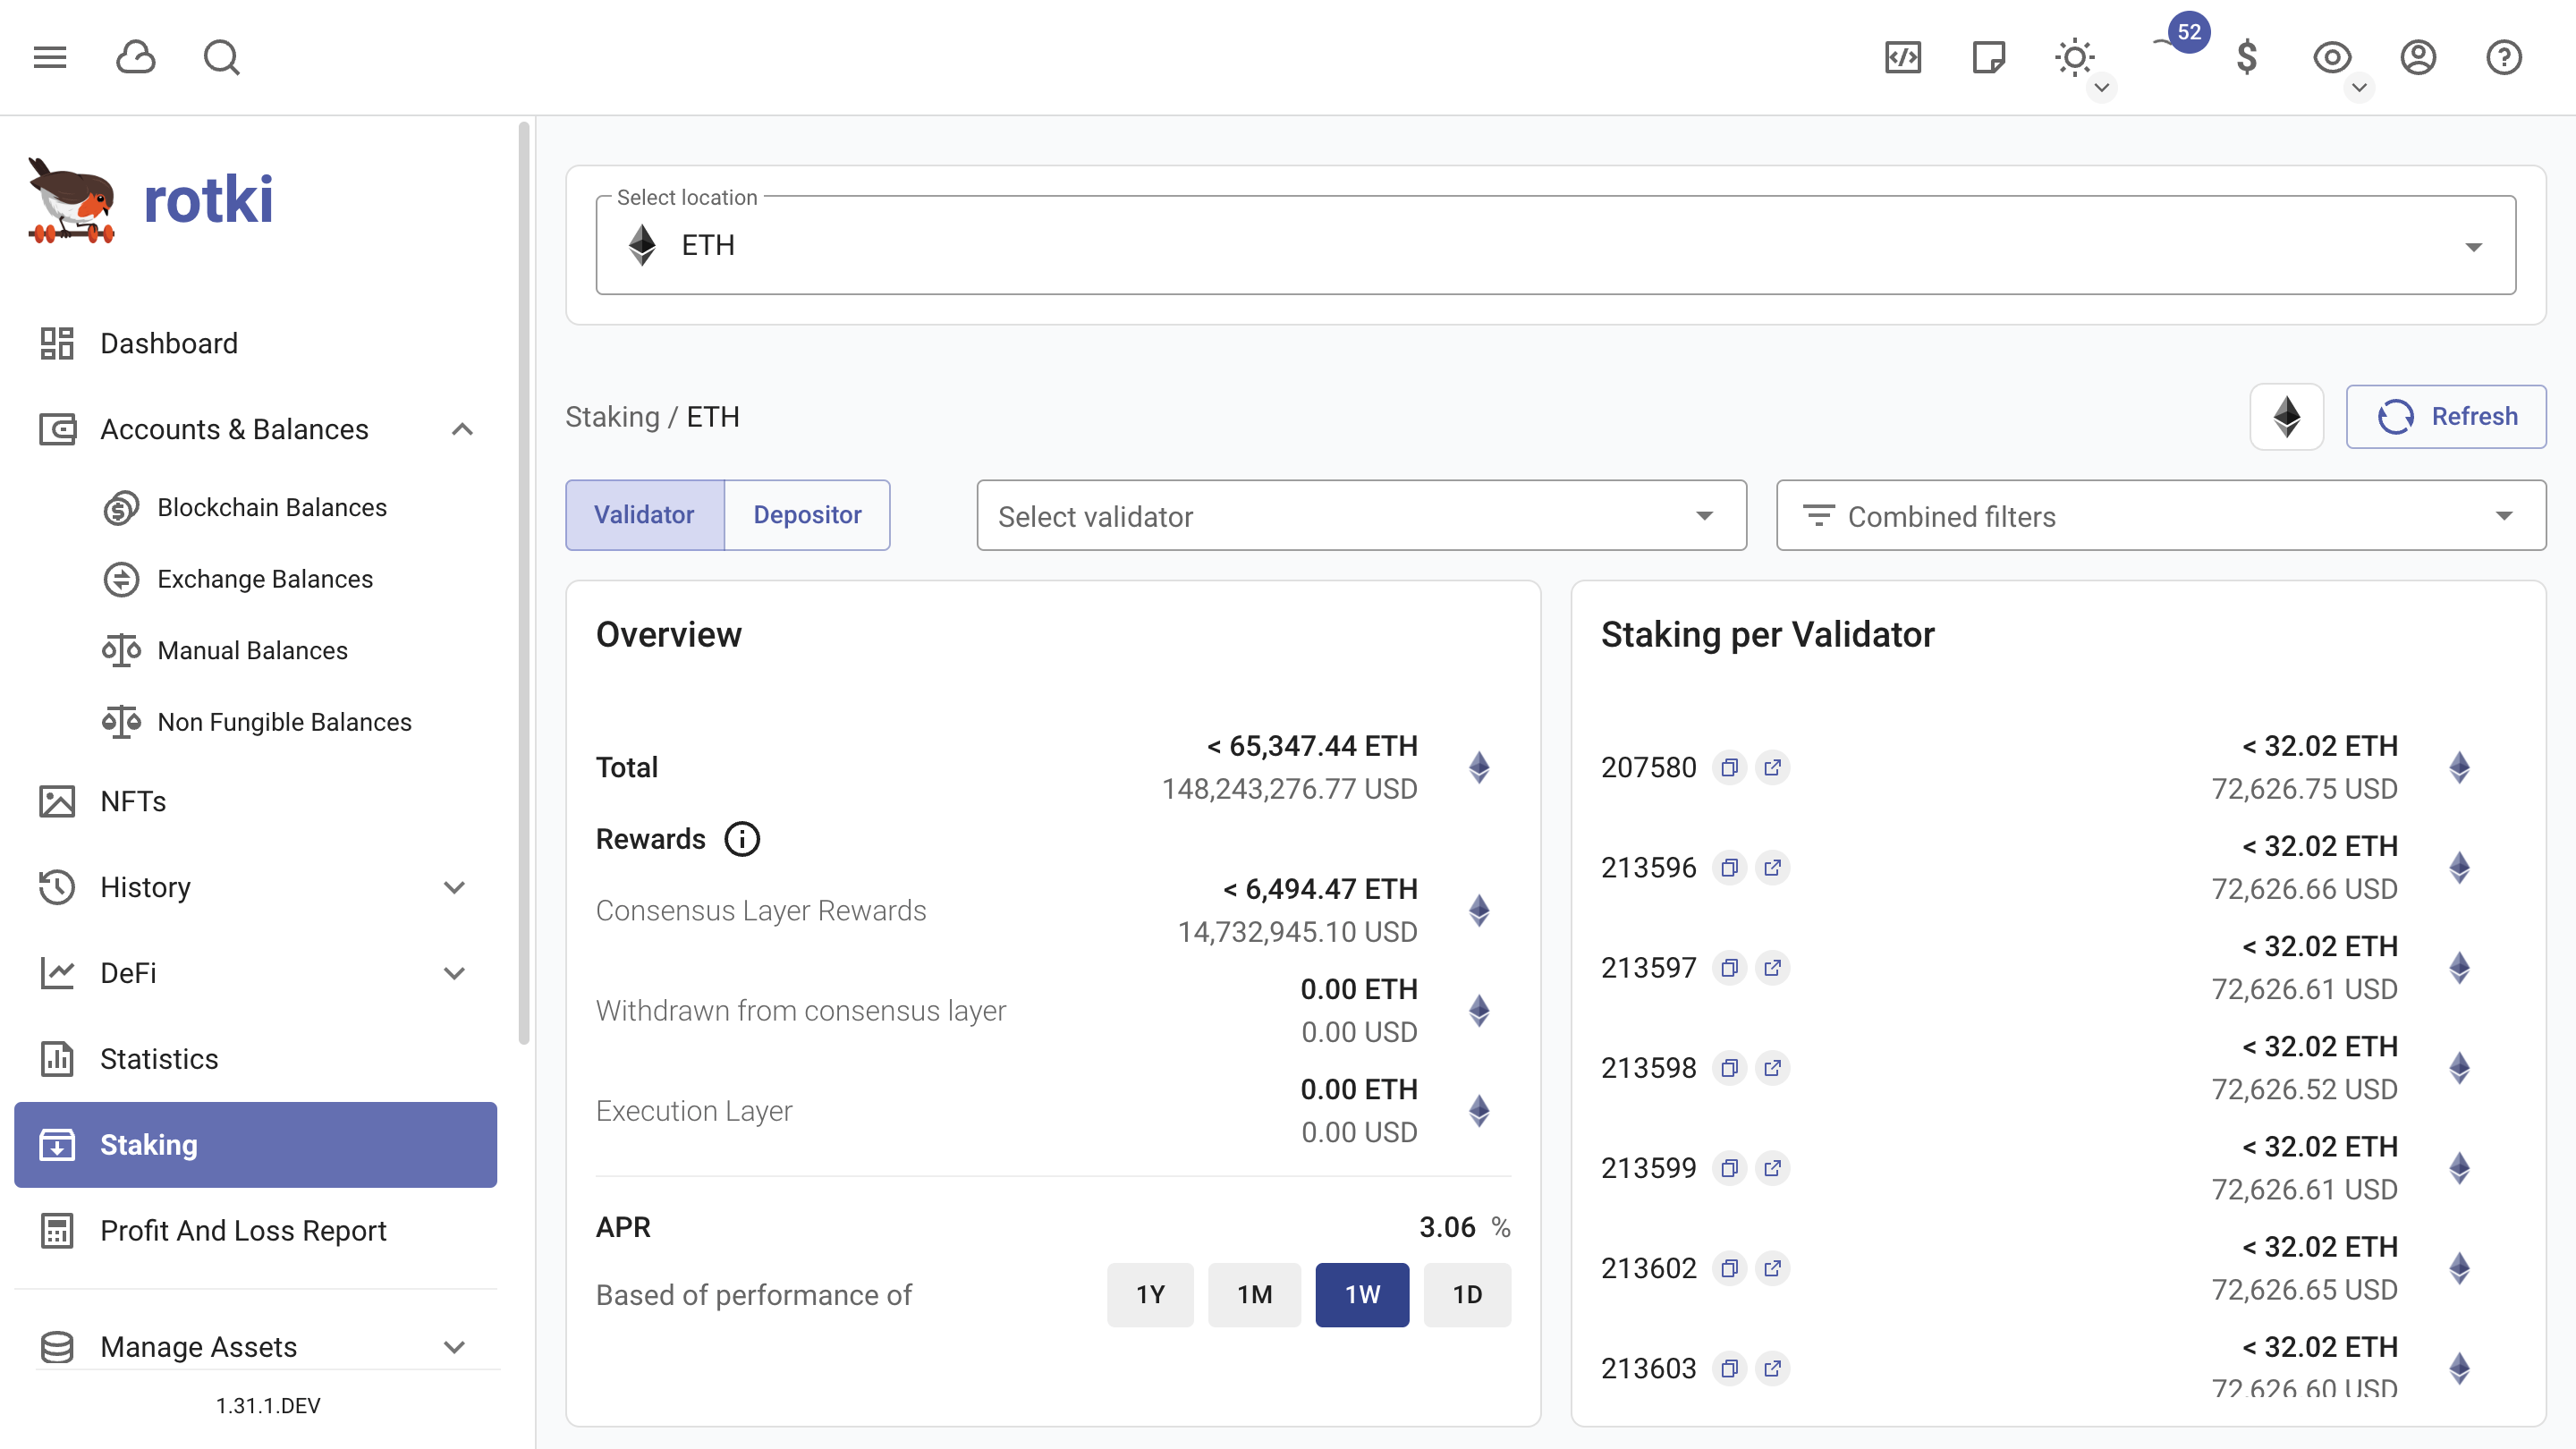 52
rotki
Dashboard
Accounts & Balances
Blockchain Balances
Exchange Balances
Manual Balances
Non Fungible Balances
NFTs
History
DeFi
Statistics
Staking
Profit And Loss Report
Manage Assets
1.31.1.DEV
Select location
ETH
Staking / ETH
Refresh
Validator
Depositor
Select validator
Combined filters
Overview
Total
< 65,347.44 ETH
148,243,276.77 USD
Rewards
Consensus Layer Rewards
< 6,494.47 ETH
14,732,945.10 USD
Withdrawn from consensus layer
0.00 ETH
0.00 USD
Execution Layer
0.00 ETH
0.00 USD
APR
3.06 %
Based of performance of
1Y
1M
1W
1D
Staking per Validator
207580
< 32.02 ETH
72,626.75 USD
213596
< 32.02 ETH
72,626.66 USD
213597
< 32.02 ETH
72,626.61 USD
213598
< 32.02 ETH
72,626.52 USD
213599
< 32.02 ETH
72,626.61 USD
213602
< 32.02 ETH
72,626.65 USD
213603
< 32.02 ETH
72,626.60 USD